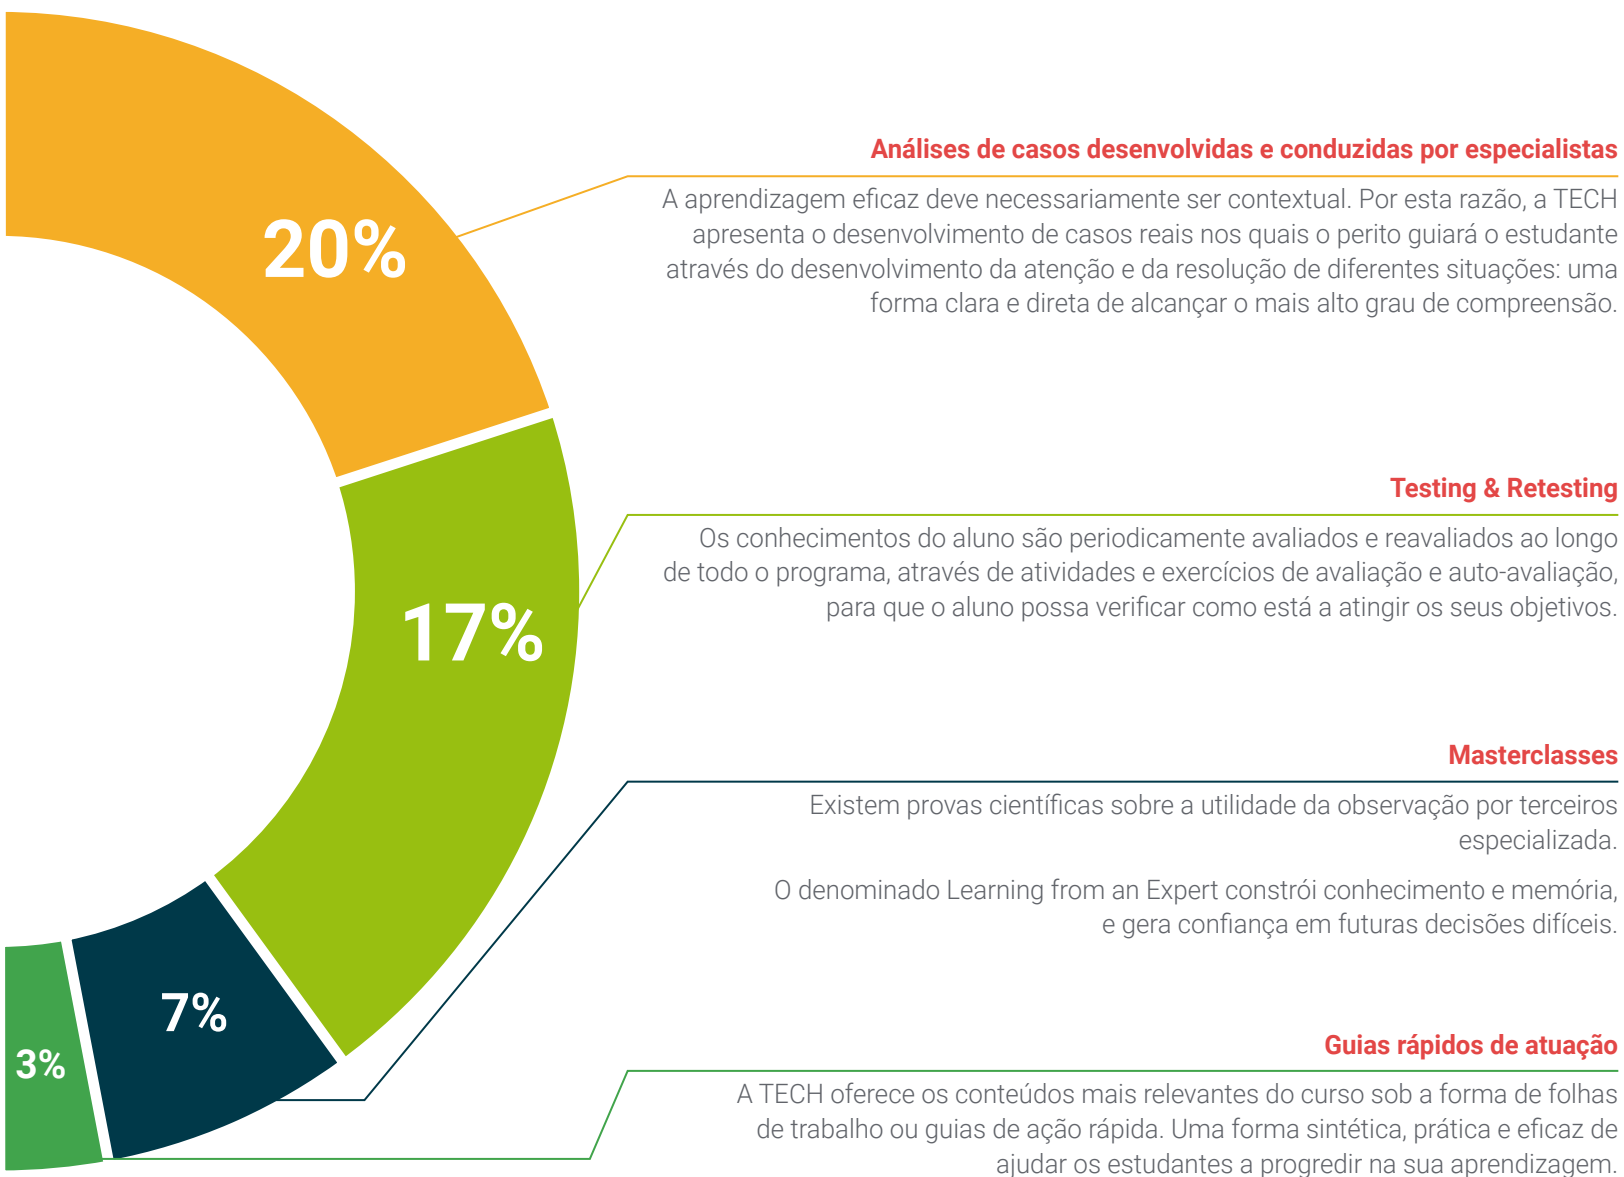 20%
Análises de casos desenvolvidas e conduzidas por especialistas
A aprendizagem eficaz deve necessariamente ser contextual. Por esta razão, a TECH
apresenta o desenvolvimento de casos reais nos quais o perito guiará o estudante
através do desenvolvimento da atenção e da resolução de diferentes situações: uma
forma clara e direta de alcançar o mais alto grau de compreensão.
17%
Testing & Retesting
Os conhecimentos do aluno são periodicamente avaliados e reavaliados ao longo
de todo o programa, através de atividades e exercícios de avaliação e auto-avaliação,
para que o aluno possa verificar como está a atingir os seus objetivos.
7%
Masterclasses
Existem provas científicas sobre a utilidade da observação por terceiros
especializada.
O denominado Learning from an Expert constrói conhecimento e memória,
e gera confiança em futuras decisões difíceis.
3%
Guias rápidos de atuação
A TECH oferece os conteúdos mais relevantes do curso sob a forma de folhas
de trabalho ou guias de ação rápida. Uma forma sintética, prática e eficaz de
ajudar os estudantes a progredir na sua aprendizagem.